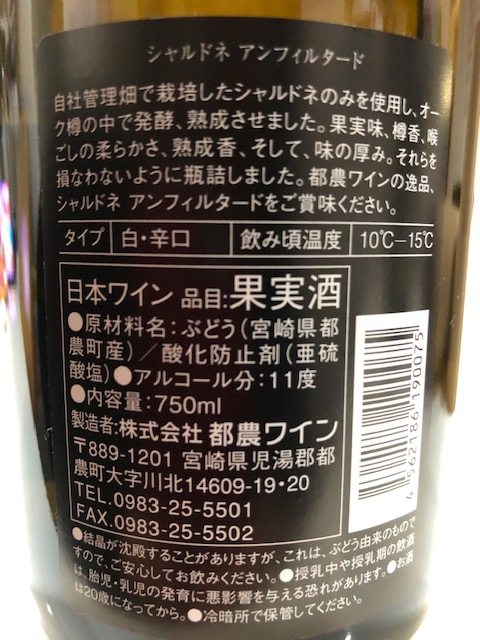 シャルドネ アンフィルタード
自社管理畑で栽培したシャルドネのみを使用し、オー
ク樽の中で発酵、熟成させました。果実味、樽香、喉
ごしの柔らかさ、熟成香、そして、味の厚み。それらを
損なわないように瓶詰しました。都農ワインの逸品、
シャルドネ アンフィルタードをご賞味ください。
タイプ 白・辛口 飲み頃温度 10℃−15℃
日本ワイン 品目:果実酒
●原材料名:ぶどう(宮崎県都
農町産)/酸化防止剤(亜硫
酸塩)●アルコール分:11度
●内容量:750ml
製造者:株式会社 都農ワイン
〒889-1201 宮崎県児湯郡都
農町大字川北14609-19・20
TEL.0983-25-5501
FAX.0983-25-5502
4 562186 190075
●結晶が沈殿することがありますが、これは、ぶどう由来のもので
すので、ご安心してお飲みください。●授乳中や授乳期の飲酒
は、胎児・乳児の発育に悪影響を与える恐れがあります。●お酒
は20歳になってから。●冷暗所で保管してください。